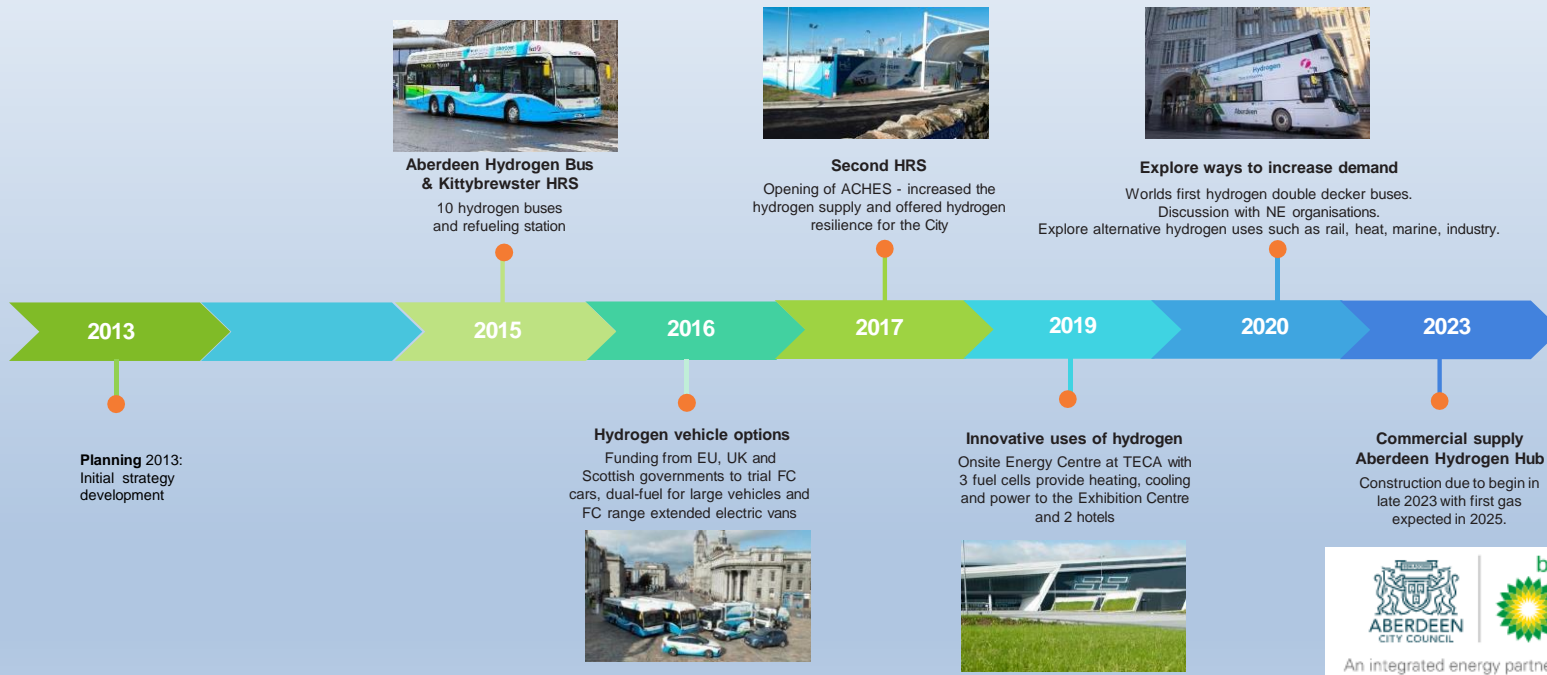 Aberdeen Hydrogen Bus
& Kittybrewster HRS
10 hydrogen buses
and refueling station
Second HRS
Opening of ACHES - increased the
hydrogen supply and offered hydrogen
resilience for the City
Hydrogen
Aberdeen
Explore ways to increase demand
Worlds first hydrogen double decker buses.
Discussion with NE organisations.
Explore alternative hydrogen uses such as rail, heat, marine, industry.
2013
2015
2016
2017
2019
2020
2023
Planning 2013:
Initial strategy
development
Hydrogen vehicle options
Funding from EU, UK and
Scottish governments to trial FC
cars, dual-fuel for large vehicles and
FC range extended electric vans
Innovative uses of hydrogen
Onsite Energy Centre at TECA with
3 fuel cells provide heating, cooling
and power to the Exhibition Centre
and 2 hotels
Commercial supply
Aberdeen Hydrogen Hub
Construction due to begin in
late 2023 with first gas
expected in 2025.
ABERDEEN
CITY COUNCIL
b
An integrated energy partne